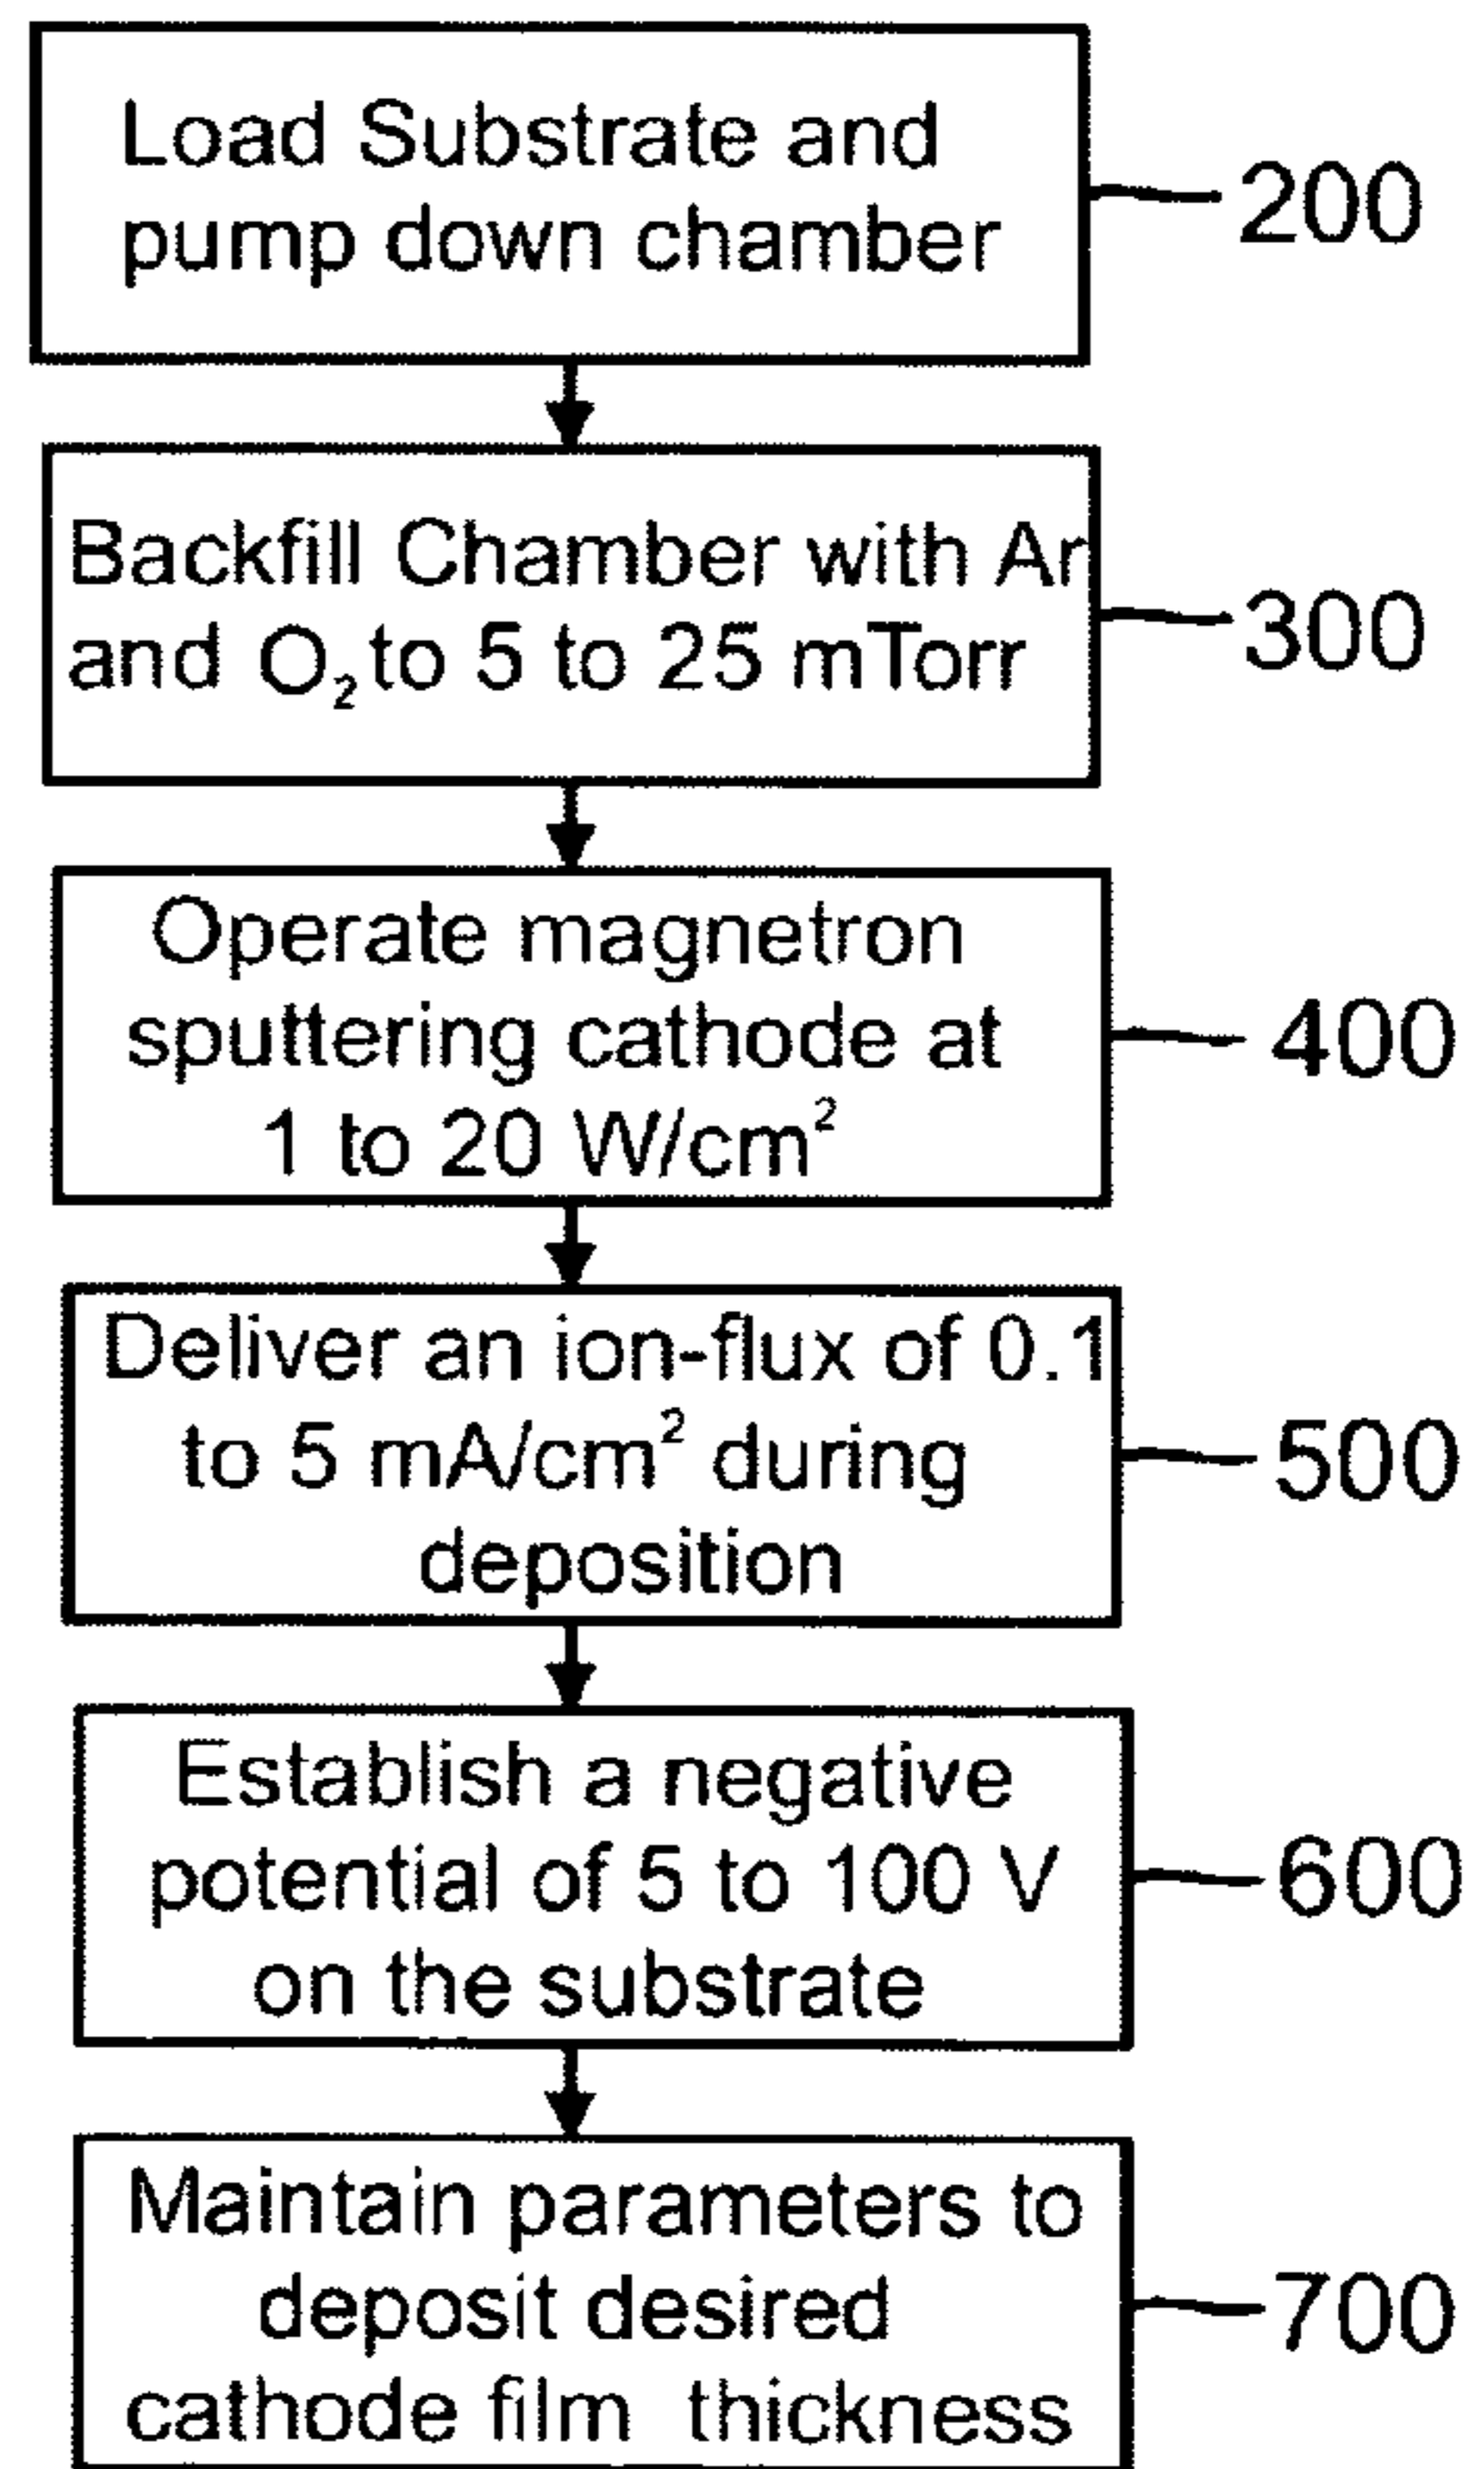 Load Substrate and
pump down chamber
200
Backfill Chamber with Ar
and O₂ to 5 to 25 mTorr
300
Operate magnetron
sputtering cathode at
1 to 20 W/cm²
400
Deliver an ion-flux of 0.1
to 5 mA/cm² during
deposition
500
Establish a negative
potential of 5 to 100 V
on the substrate
600
Maintain parameters to
deposit desired
cathode film thickness
700